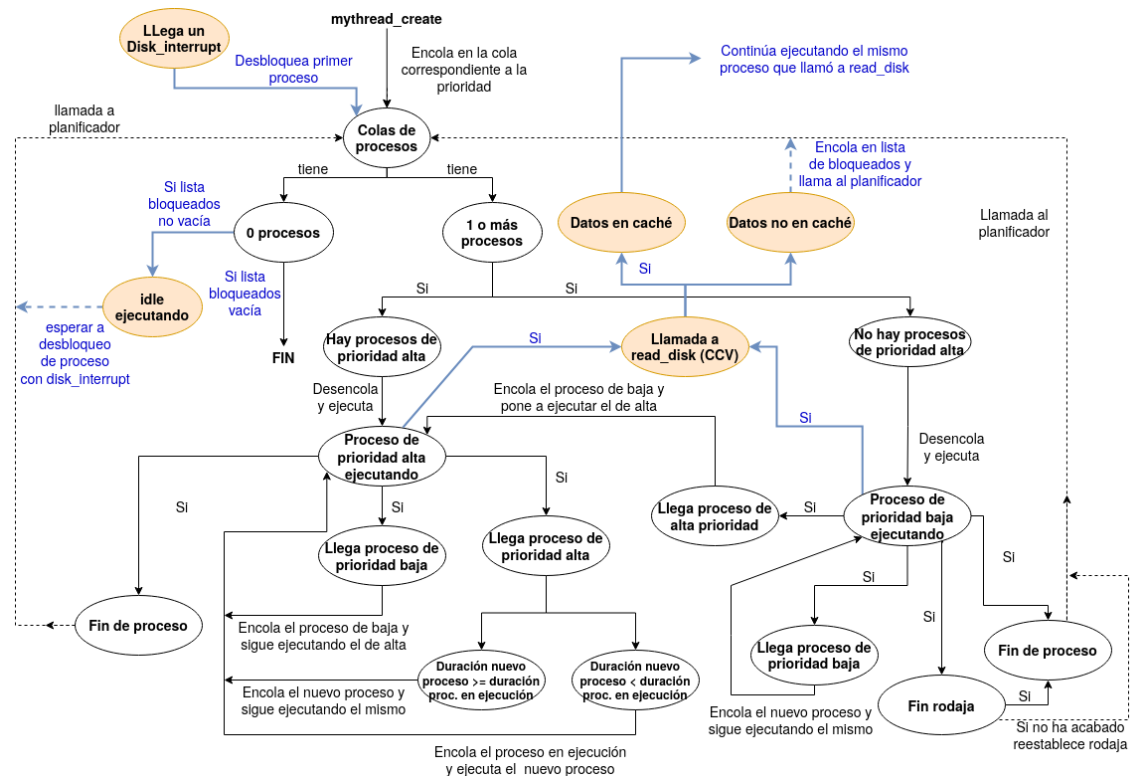 LLega un
Disk_interrupt
mythread_create
Encola en la cola
correspondiente a la
prioridad
Desbloquea primer
proceso
Continúa ejecutando el mismo
proceso que llamó a read_disk
llamada a
planificador
Colas de
procesos
tiene
tiene
Encola en lista
de bloqueados y
llama al planificador
Si lista
bloqueados
no vacía
0 procesos
1 o más
procesos
Datos en caché
Datos no en caché
Llamada al
planificador
Si
Si lista
bloqueados
vacía
idle
ejecutando
Si
Si
esperar a
desbloqueo
de proceso
con disk_interrupt
FIN
Hay procesos de
prioridad alta
Si
Llamada a
read_disk (CCV)
No hay procesos
de prioridad alta
Desencola
y ejecuta
Encola el proceso de baja y
pone a ejecutar el de alta
Si
Desencola
y ejecuta
Proceso de
prioridad alta
ejecutando
Si
Si
Si
Llega proceso de
alta prioridad
Si
Proceso de
prioridad baja
ejecutando
Llega proceso de
prioridad baja
Llega proceso de
prioridad alta
Si
Si
Si
Fin de proceso
Encola el proceso de baja y
sigue ejecutando el de alta
Llega proceso de
prioridad baja
Fin de proceso
Duración nuevo
proceso >= duración
proc. en ejecución
Duración nuevo
proceso < duración
proc. en ejecución
Encola el nuevo proceso y
sigue ejecutando el mismo
Encola el nuevo proceso y
sigue ejecutando el mismo
Fin rodaja
Si
Si no ha acabado
reestablece rodaja
Encola el proceso en ejecución
y ejecuta el nuevo proceso